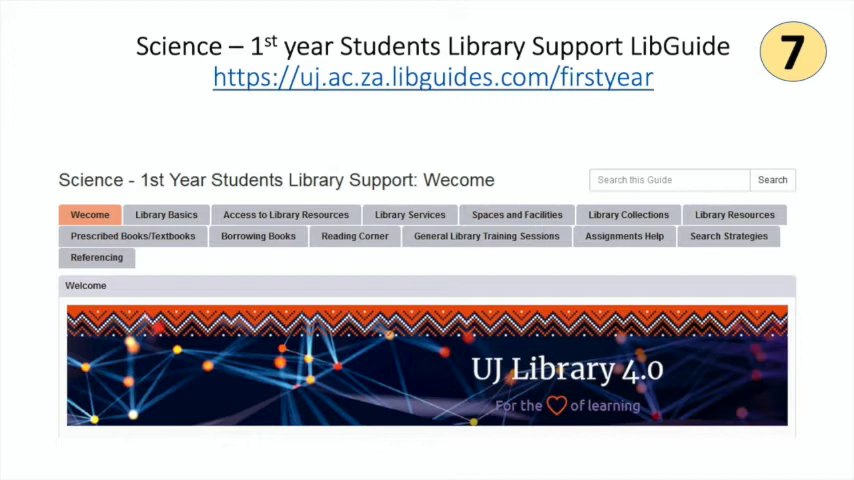 Science – 1st year Students Library Support LibGuide
https://uj.ac.za.libguides.com/firstyear
7
Science - 1st Year Students Library Support: Wecome
Search this Guide Search
Wecome Library Basics Access to Library Resources Library Services Spaces and Facilities Library Collections Library Resources
Prescribed Books/Textbooks Borrowing Books Reading Corner General Library Training Sessions Assignments Help Search Strategies
Referencing
Welcome
UJ Library 4.0
For the of learning